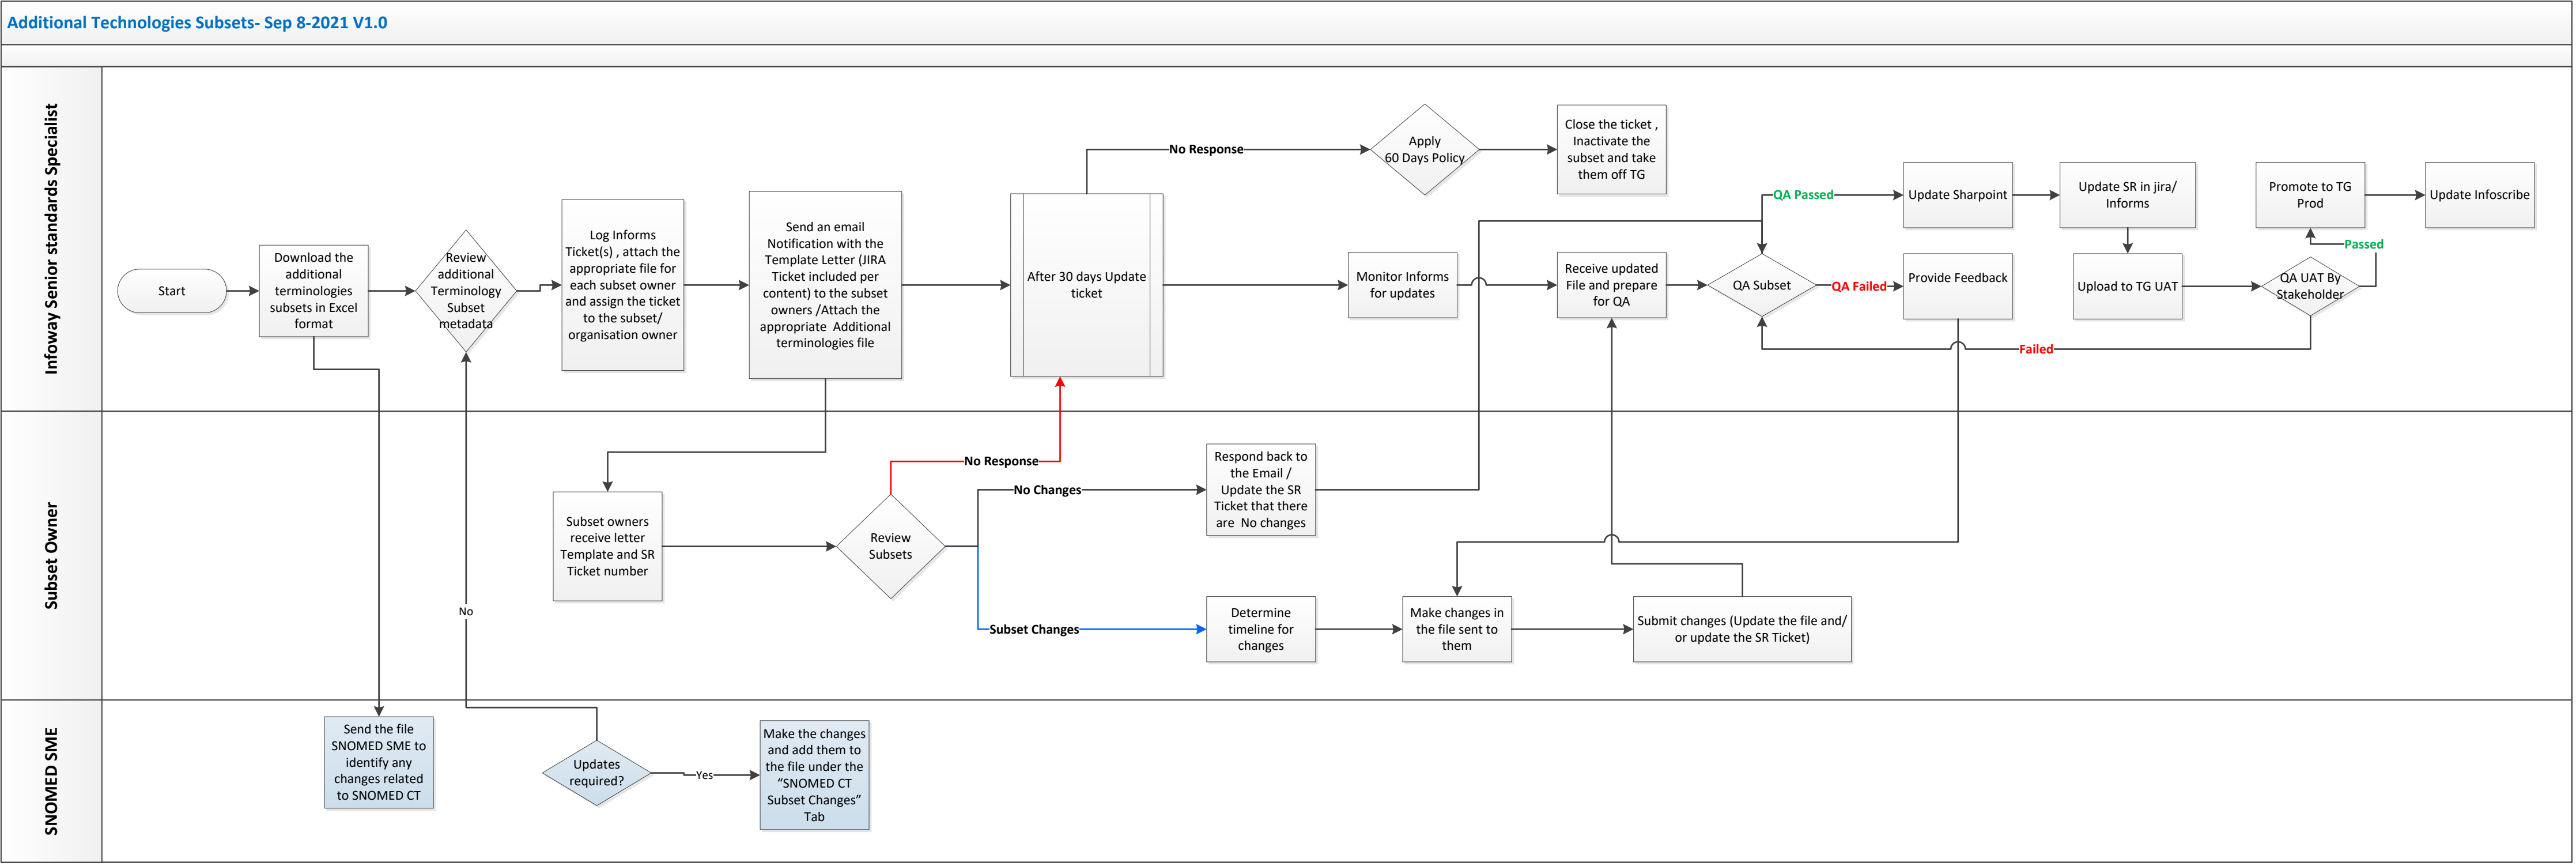 Additional Technologies Subsets- Sep 8-2021 V1.0
Infoway Senior standards Specialist
Start
Download the
additional
terminologies
subsets in Excel
format
Review
additional
Terminology
Subset
metadata
Log Informs
Ticket(s) , attach the
appropriate file for
each subset owner
and assign the ticket
to the subset/
organisation owner
Send an email
Notification with the
Template Letter (JIRA
Ticket included per
content) to the subset
owners /Attach the
appropriate  Additional
terminologies file
After 30 days Update
ticket
No Response
Apply
60 Days Policy
Close the ticket ,
Inactivate the
subset and take
them off TG
Monitor Informs
for updates
Receive updated
File and prepare
for QA
QA Subset
QA Passed
Update Sharpoint
Update SR in jira/
Informs
QA Failed
Provide Feedback
Upload to TG UAT
QA UAT By
Stakeholder
Passed
Promote to TG
Prod
Update Infoscribe
Failed
Subset Owner
Subset owners
receive letter
Template and SR
Ticket number
Review
Subsets
No Response
No Changes
Respond back to
the Email /
Update the SR
Ticket that there
are  No changes
Subset Changes
Determine
timeline for
changes
Make changes in
the file sent to
them
Submit changes (Update the file and/
or update the SR Ticket)
No
SNOMED SME
Send the file
SNOMED SME to
identify any
changes related
to SNOMED CT
Updates
required?
Yes
Make the changes
and add them to
the file under the
“SNOMED CT
Subset Changes”
Tab